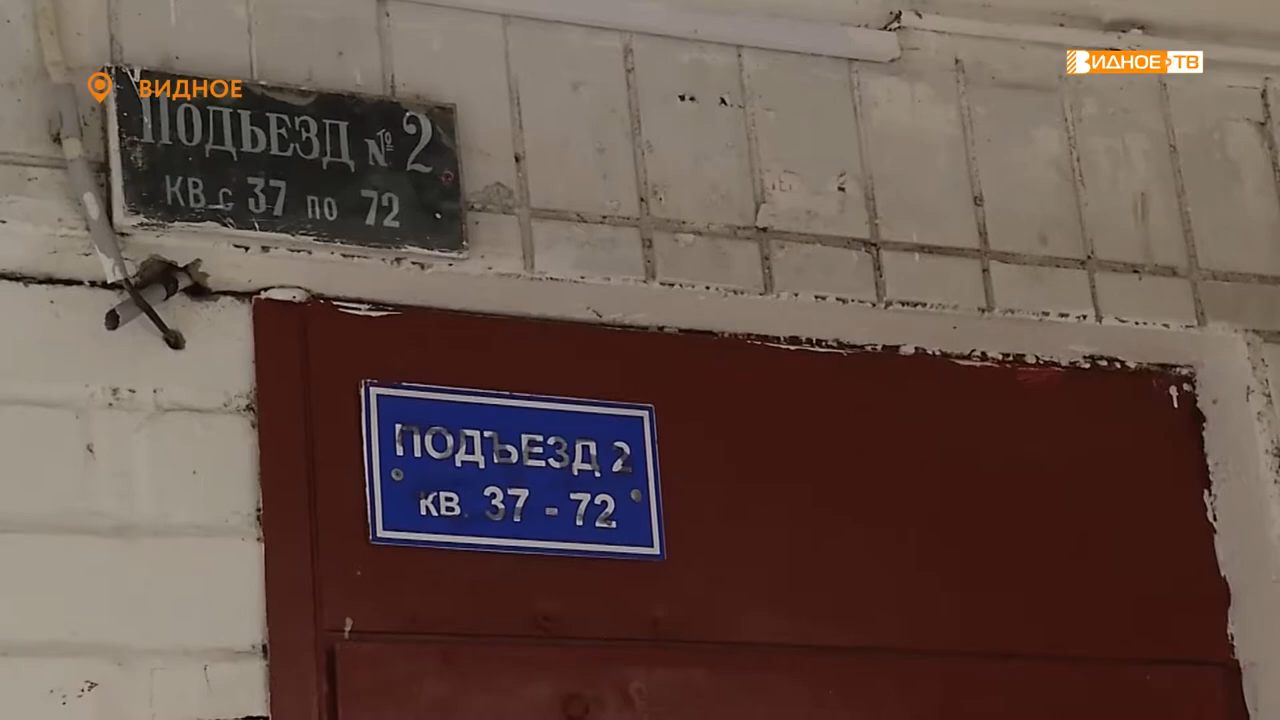 ВИДНОЕ
ВИДНОЕ ТВ
ПОДЪЕЗД № 2
КВ с 37 по 72
ПОДЪЕЗД 2
кв. 37 - 72